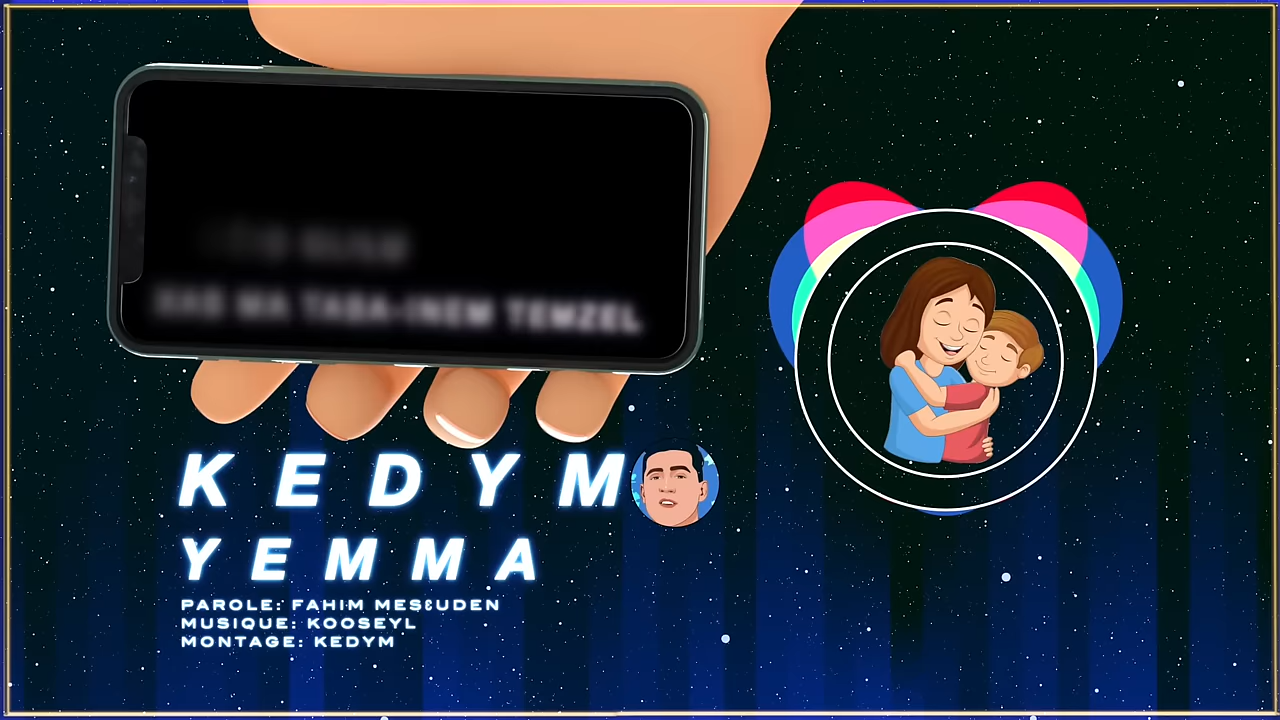 KEDYM
YEMMA
PAROLE: FAHIM MESƐUDEN
MUSIQUE: KOOSEYL
MONTAGE: KEDYM